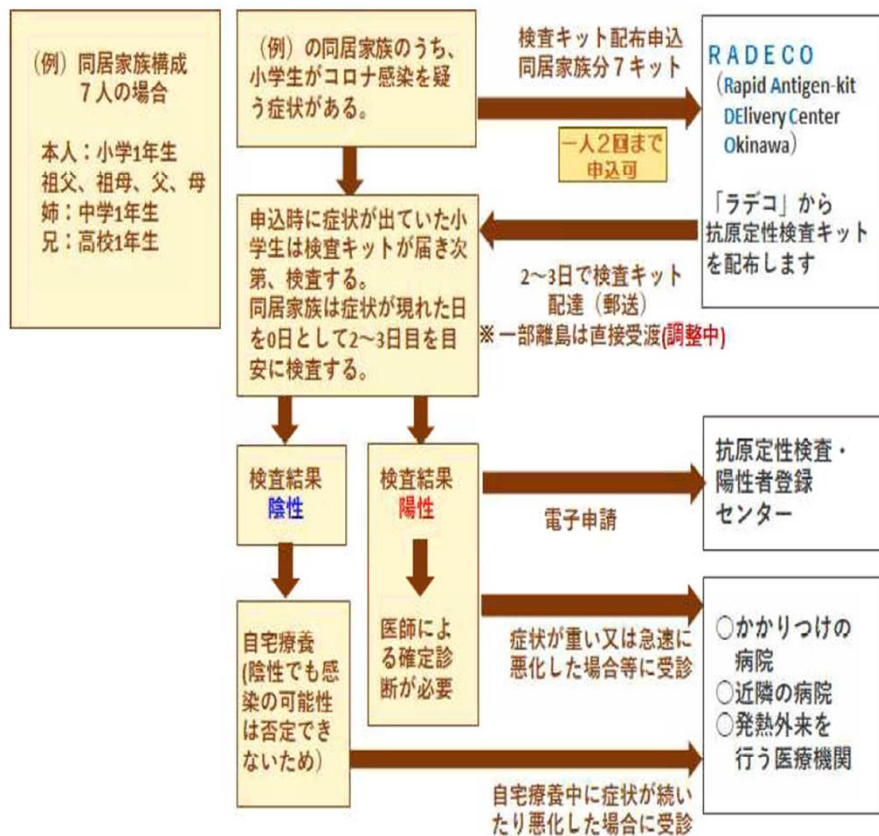 (例)同居家族構成
7人の場合
本人：小学1年生
祖父、祖母、父、母
姉：中学1年生
兄：高校1年生
(例)の同居家族のうち、
小学生がコロナ感染を疑
う症状がある。
検査キット配布申込
同居家族分7キット
一人2回まで
申込可
RADECO
(Rapid Antigen-kit
DElivery Center
Okinawa)
「ラデコ」から
抗原定性検査キット
を配布します
申込時に症状が出ていた小
学生は検査キットが届き次
第、検査する。
同居家族は症状が現れた日
を0日として2～3日目を目
安に検査する。
2～3日で検査キット
配達（郵送）
※一部離島は直接受渡(調整中)
検査結果
陰性
検査結果
陽性
電子申請
抗原定性検査・
陽性者登録
センター
自宅療養
(陰性でも感
染の可能性
は否定でき
ないため)
医師によ
る確定診
断が必要
症状が重い又は急速に
悪化した場合等に受診
○かかりつけの
病院
○近隣の病院
○発熱外来を
行う医療機関
自宅療養中に症状が続い
たり悪化した場合に受診